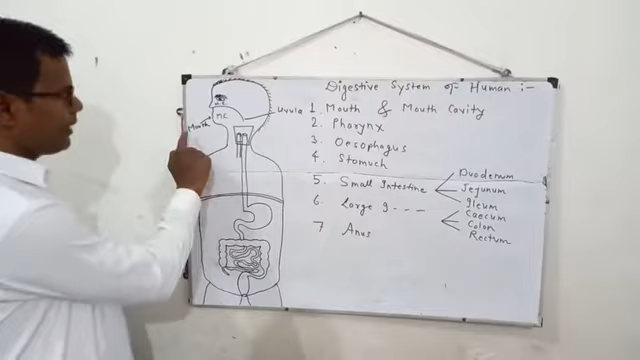 Digestive System of Human :-
Uvula
MC
Mouth
1. Mouth & Mouth Cavity
2. Pharynx
3. Oesophagus
4. Stomach
5. Small Intestine
Duodenum
Jejunum
Ileum
6. Large I - - -
Caecum
Colon
Rectum
7 Anus